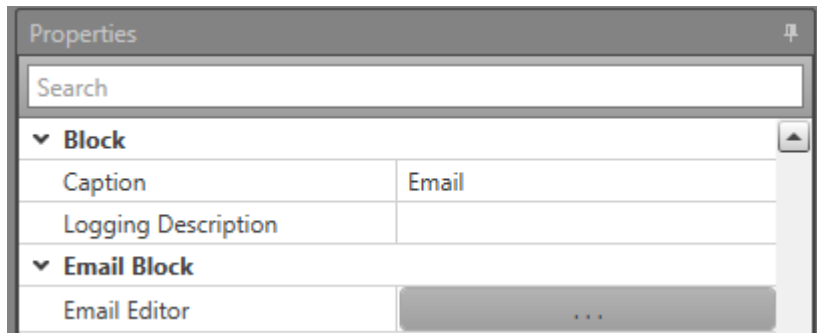 Properties
Search
Block
Caption Email
Logging Description
Email Block
Email Editor ...